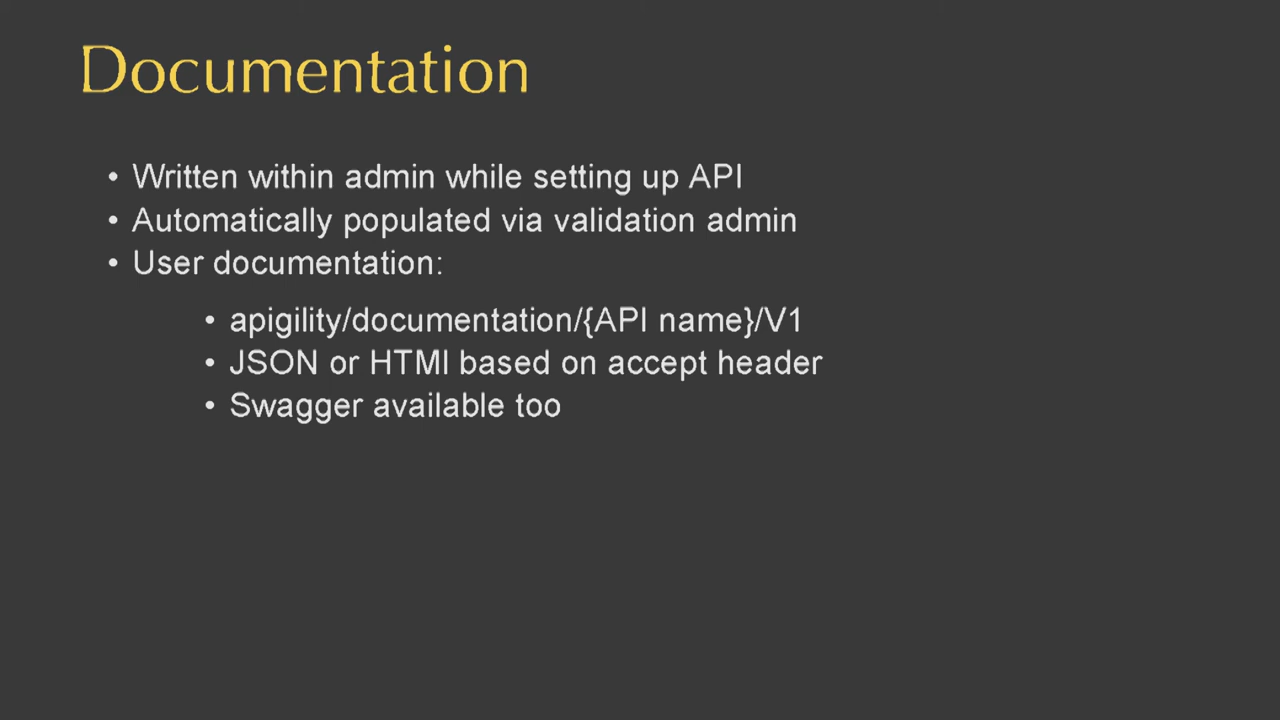 Documentation
• Written within admin while setting up API
• Automatically populated via validation admin
• User documentation:
• apigility/documentation/{API name}/V1
• JSON or HTMl based on accept header
• Swagger available too